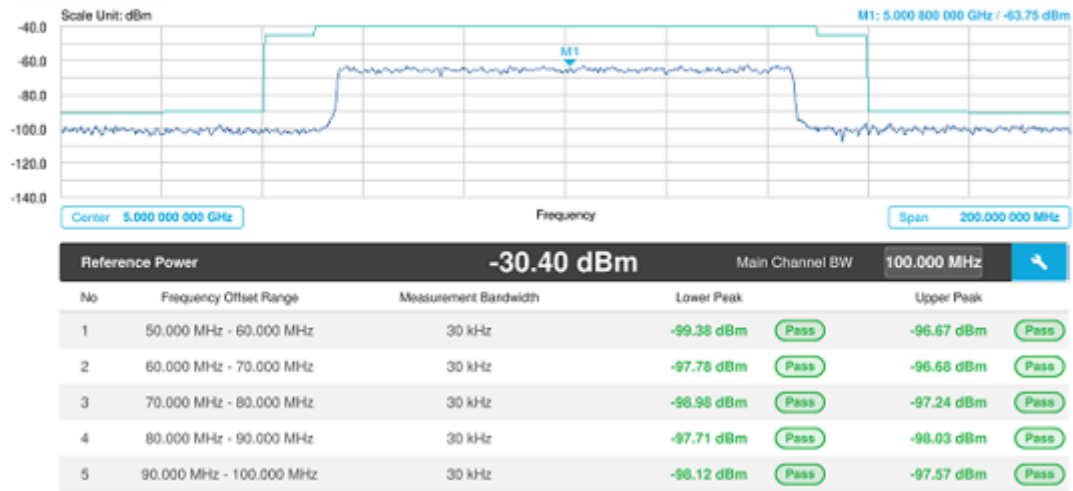 Scale Unit: dBm
M1: 5.000 800 000 GHz / -63.75 dBm
-40.0
M1
-60.0
-80.0
-100.0
-120.0
-140.0
Center 5.000 000 000 GHz
Frequency
Span 200.000 000 MHz
Reference Power -30.40 dBm Main Channel BW 100.000 MHz
No Frequency Offset Range Measurement Bandwidth Lower Peak Upper Peak
1 50.000 MHz - 60.000 MHz 30 kHz -99.38 dBm Pass -96.67 dBm Pass
2 60.000 MHz - 70.000 MHz 30 kHz -97.78 dBm Pass -96.68 dBm Pass
3 70.000 MHz - 80.000 MHz 30 kHz -98.98 dBm Pass -97.24 dBm Pass
4 80.000 MHz - 90.000 MHz 30 kHz -97.71 dBm Pass -98.03 dBm Pass
5 90.000 MHz - 100.000 MHz 30 kHz -98.12 dBm Pass -97.57 dBm Pass